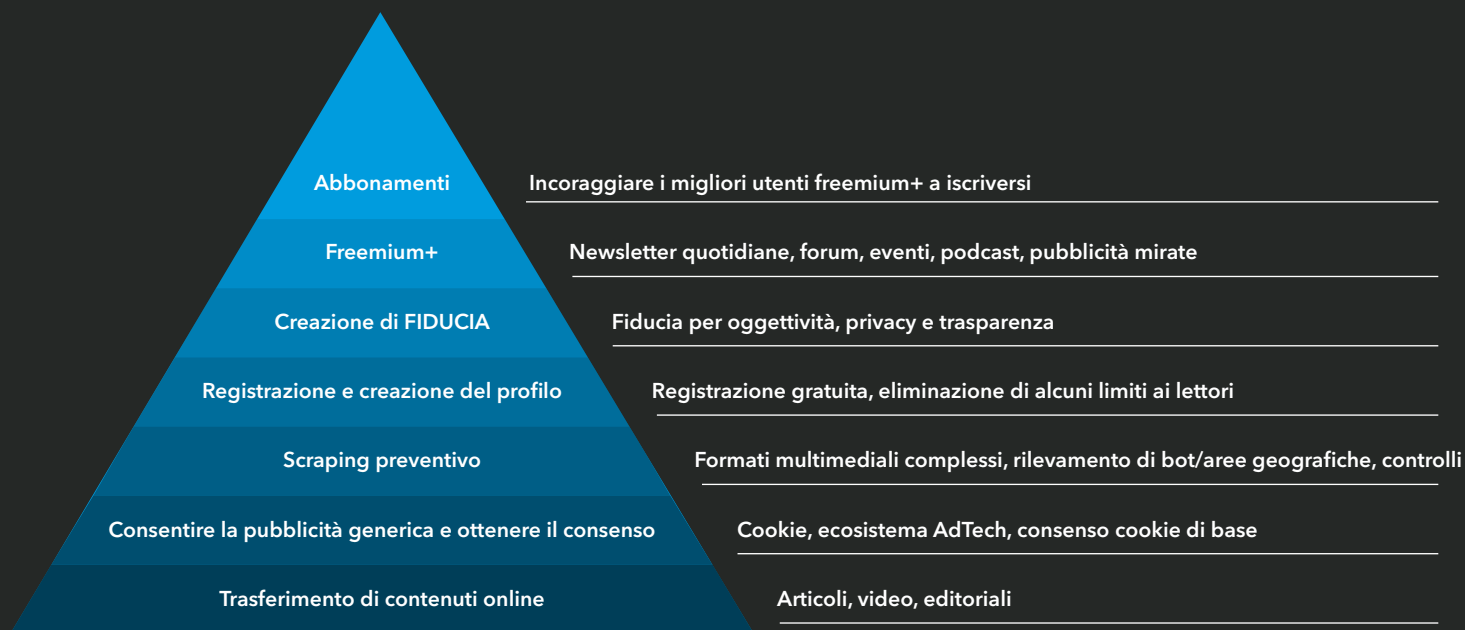 Abbonamenti
Incoraggiare i migliori utenti freemium+ a iscriversi
Freemium+
Newsletter quotidiane, forum, eventi, podcast, pubblicità mirate
Creazione di FIDUCIA
Fiducia per oggettività, privacy e trasparenza
Registrazione e creazione del profilo
Registrazione gratuita, eliminazione di alcuni limiti ai lettori
Scraping preventivo
Formati multimediali complessi, rilevamento di bot/aree geografiche, controlli
Consentire la pubblicità generica e ottenere il consenso
Cookie, ecosistema AdTech, consenso cookie di base
Trasferimento di contenuti online
Articoli, video, editoriali